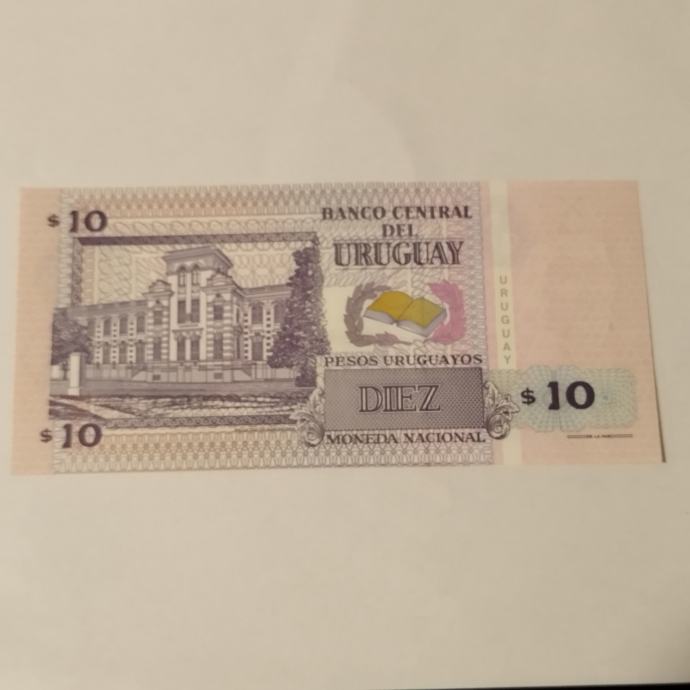 $ 10
BANCO CENTRAL
DEL
URUGUAY
URUGUAY
PESOS URUGUAYOS
DIEZ
$ 10
$ 10
MONEDA NACIONAL